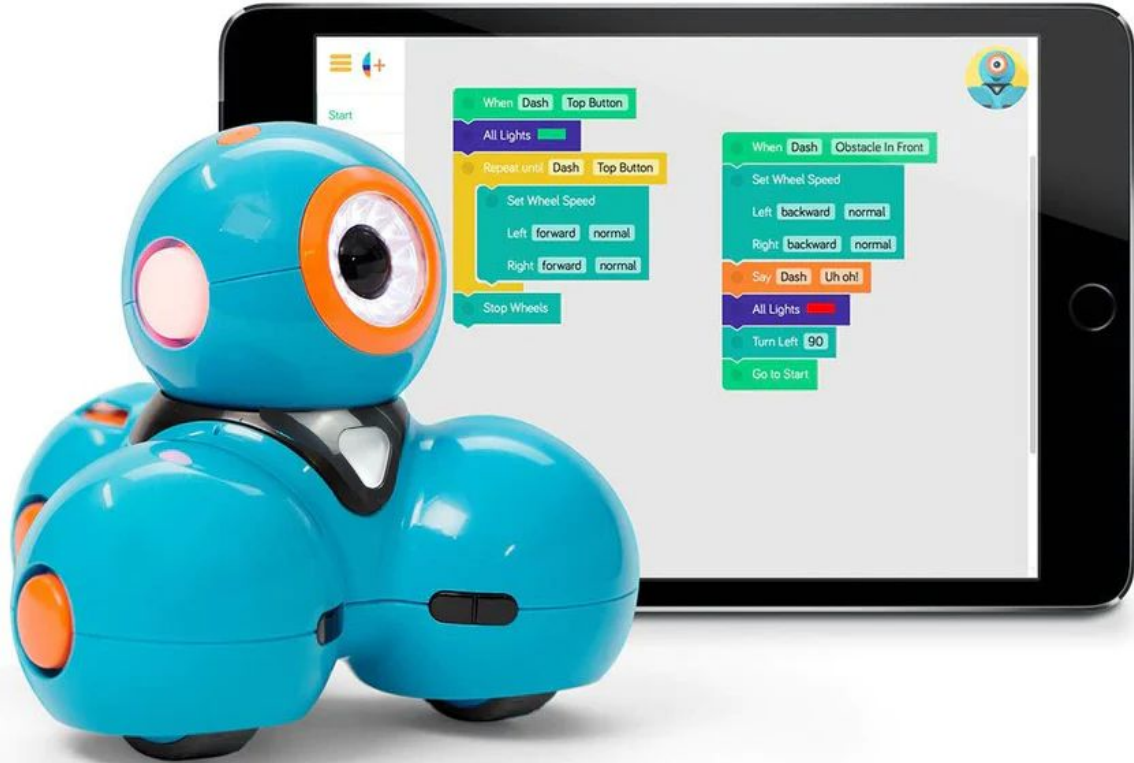 Start
When Dash Top Button
All Lights
Repeat until Dash Top Button
Set Wheel Speed
Left forward normal
Right forward normal
Stop Wheels
When Dash Obstacle In Front
Set Wheel Speed
Left backward normal
Right backward normal
Say Dash Uh oh!
All Lights
Turn Left 90
Go to Start